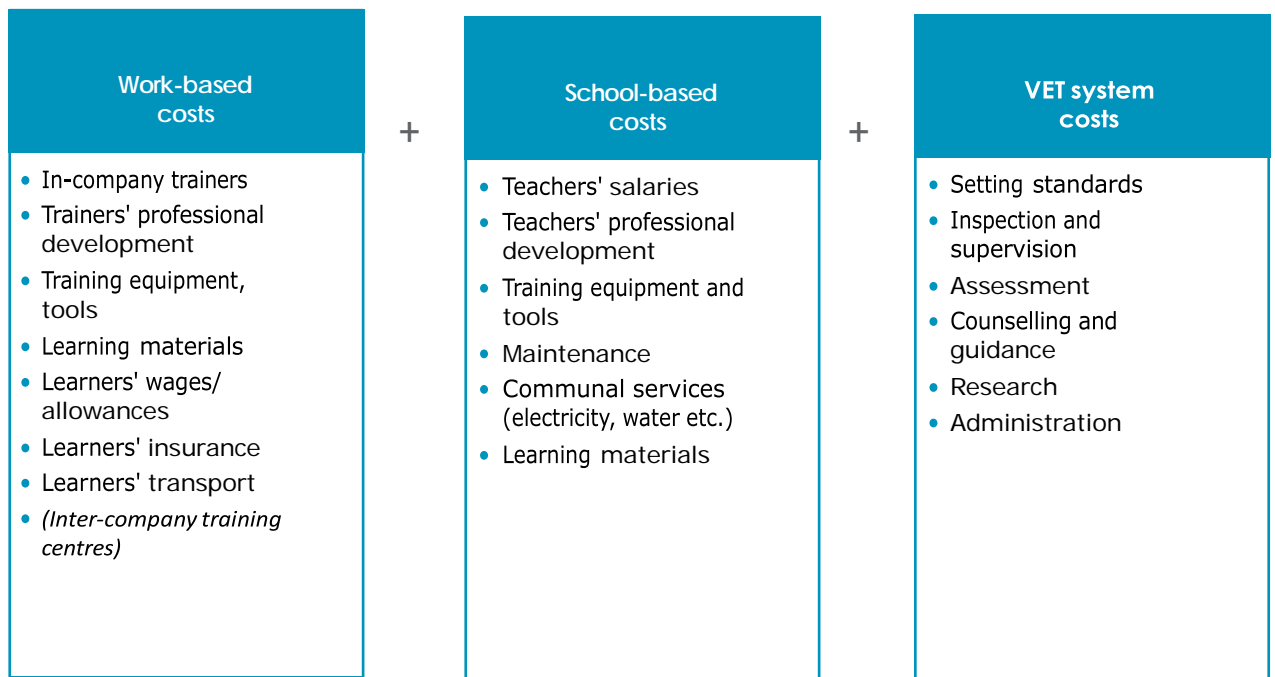 Work-based
costs
• In-company trainers
• Trainers' professional
development
• Training equipment,
tools
• Learning materials
• Learners' wages/
allowances
• Learners' insurance
• Learners' transport
• (Inter-company training
centres)
+
School-based
costs
• Teachers' salaries
• Teachers' professional
development
• Training equipment and
tools
• Maintenance
• Communal services
(electricity, water etc.)
• Learning materials
+
VET system
costs
• Setting standards
• Inspection and
supervision
• Assessment
• Counselling and
guidance
• Research
• Administration